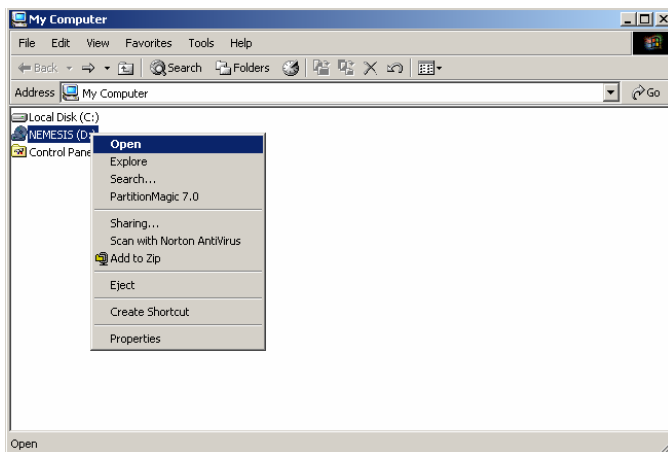 My Computer
File Edit View Favorites Tools Help
Back Search Folders
Address My Computer Go
Local Disk (C:)
NEMESIS (D:)
Control Pane
Open
Explore
Search...
PartitionMagic 7.0
Sharing...
Scan with Norton AntiVirus
Add to Zip
Eject
Create Shortcut
Properties
Open